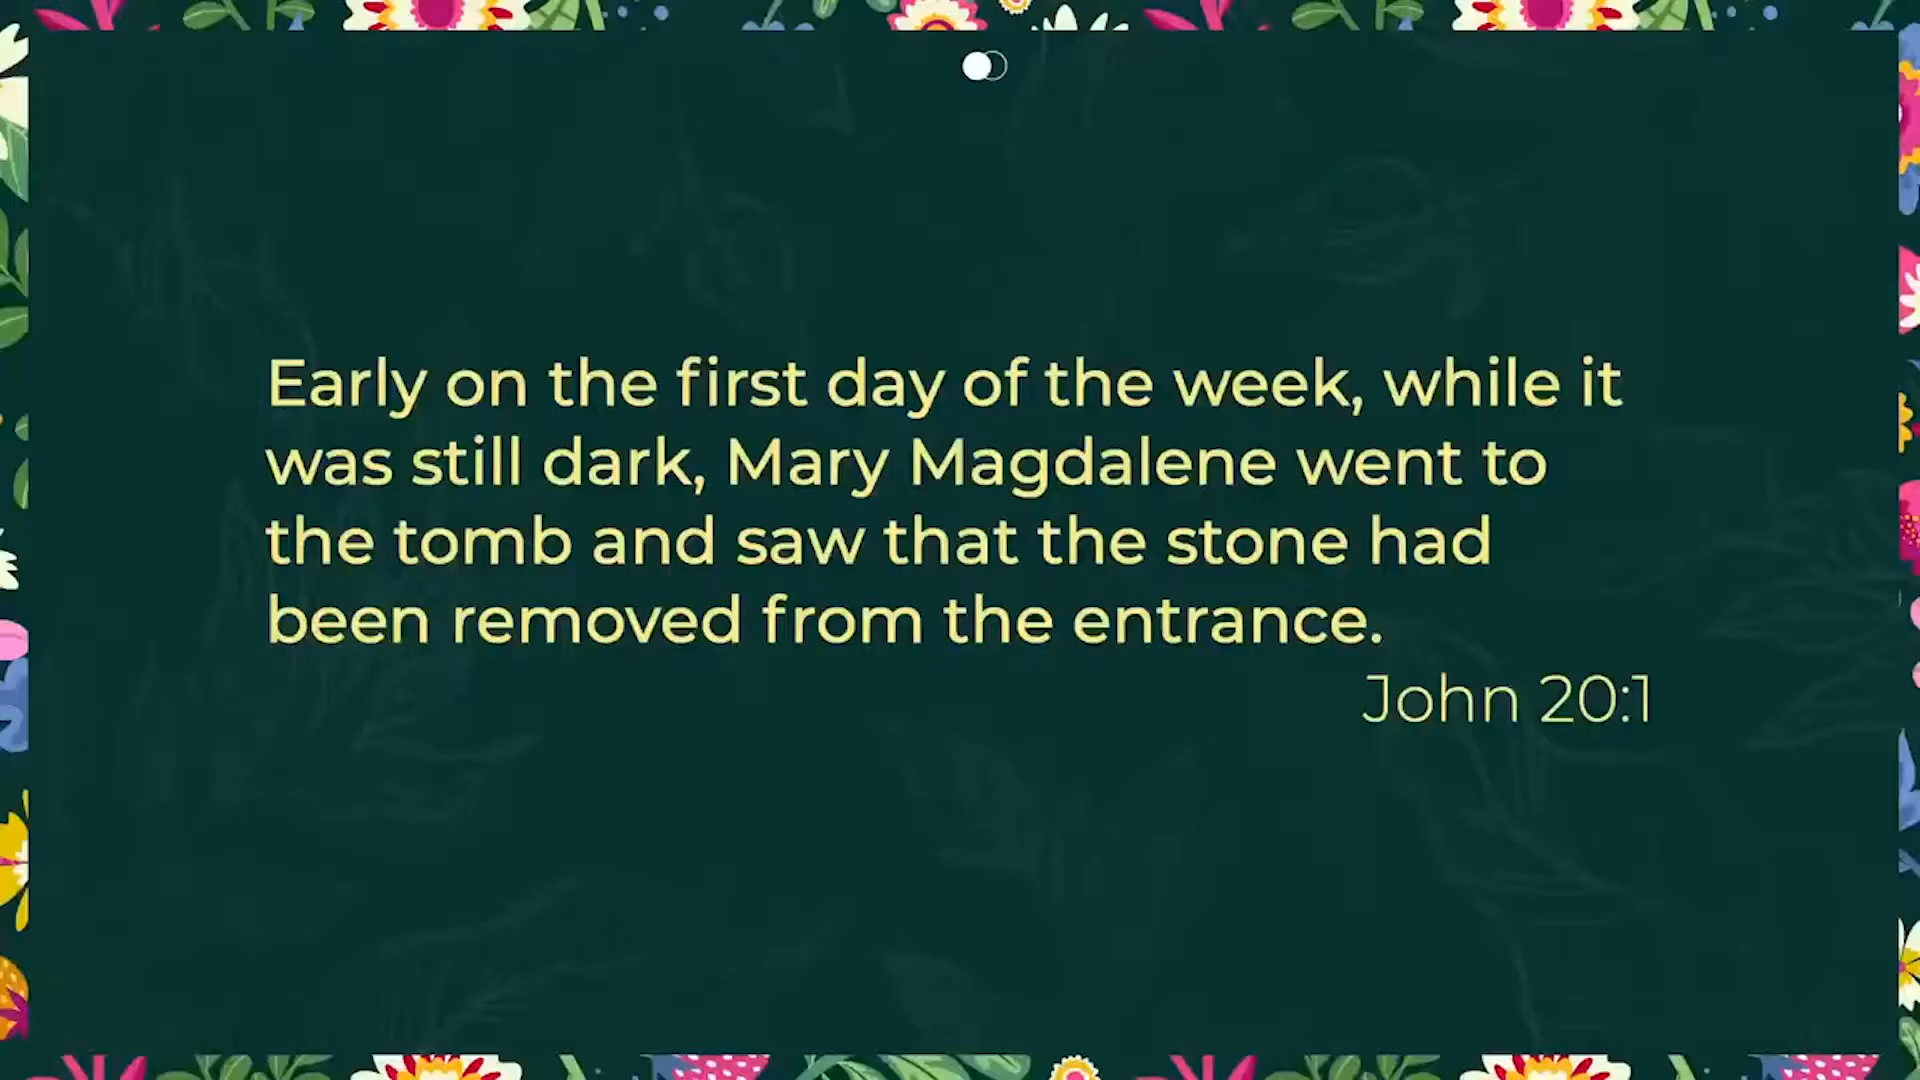 Early on the first day of the week, while it
was still dark, Mary Magdalene went to
the tomb and saw that the stone had
been removed from the entrance.
John 20:1